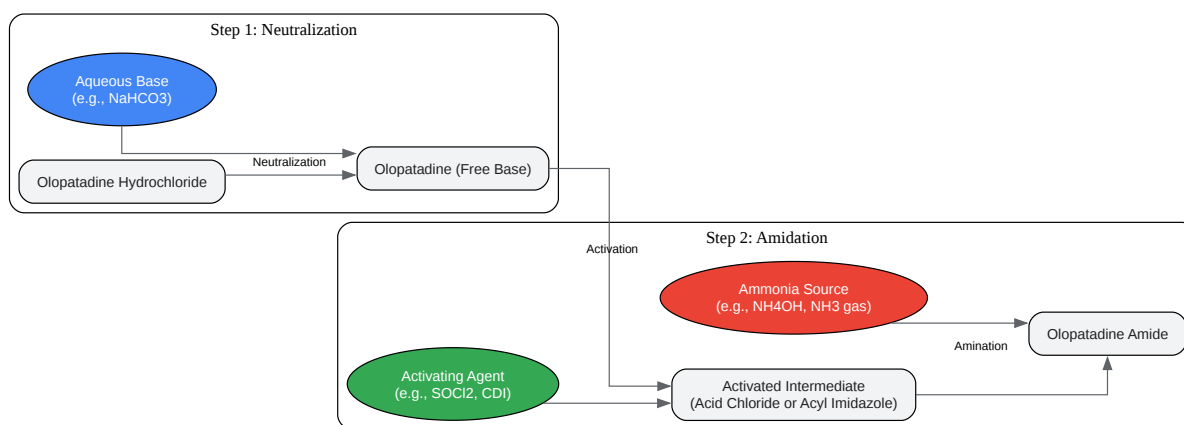 Step 1: Neutralization
Aqueous Base
(e.g., NaHCO3)
Neutralization
Olopatadine Hydrochloride
Olopatadine (Free Base)
Step 2: Amidation
Activation
Ammonia Source
(e.g., NH4OH, NH3 gas)
Olopatadine Amide
Amination
Activating Agent
(e.g., SOCl2, CDI)
Activated Intermediate
(Acid Chloride or Acyl Imidazole)